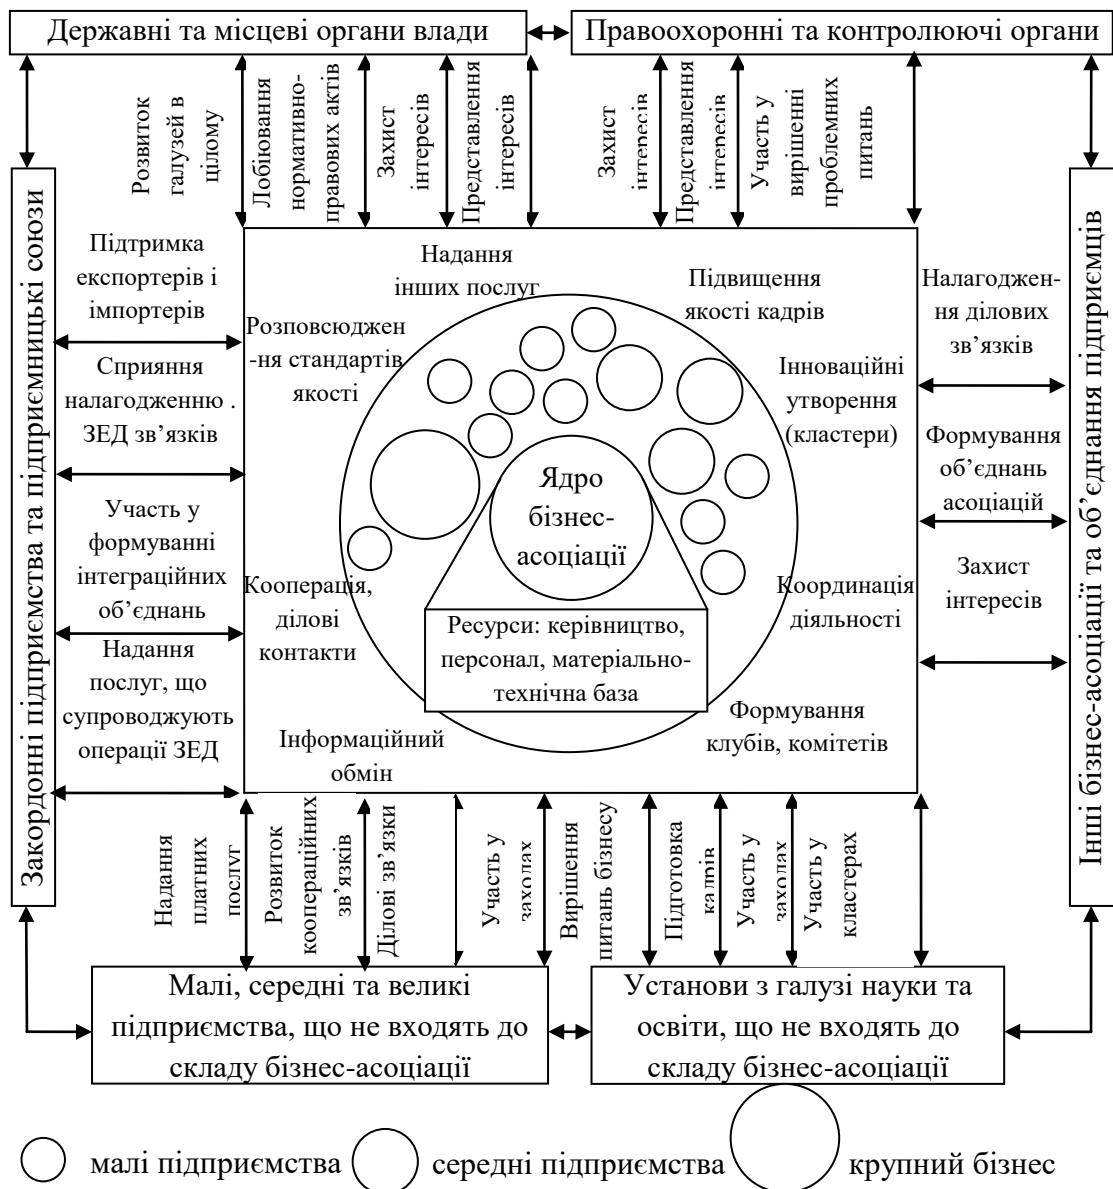 Державні та місцеві органи влади
Правоохоронні та контролюючі органи
Розвиток
галузей в
цілому
Лобіювання
нормативно-
правових актів
Захист
інтересів
Представлення
інтересів
Захист
інтересів
Представлення
інтересів
Участь у
вирішенні
проблемних
питань
Закордонні підприємства та підприємницькі союзи
Підтримка
експортерів і
імпортерів
Сприяння
налагодженню .
ЗЕД зв’язків
Участь у
формуванні
інтеграційних
об’єднань
Надання
послуг, що
супроводжують
операції ЗЕД
Надання
інших послуг
Підвищення
якості кадрів
Розповсюджен
-ня стандартів
якості
Інноваційні
утворення
(кластери)
Ядро
бізнес-
асоціації
Кооперація,
ділові
контакти
Координація
діяльності
Ресурси: керівництво,
персонал, матеріально-
технічна база
Інформаційний
обмін
Формування
клубів, комітетів
Налагоджен-
ня ділових
зв’язків
Формування
об’єднань
асоціацій
Захист
інтересів
Інші бізнес-асоціації та об’єднання підприємців
Надання
платних
послуг
Розвиток
коопераційних
зв’язків
Ділові зв’язки
Участь у
заходах
Вирішення
питань бізнесу
Підготовка
кадрів
Участь у
заходах
Участь у
кластерах
Малі, середні та великі
підприємства, що не входять до
складу бізнес-асоціації
Установи з галузі науки та
освіти, що не входять до
складу бізнес-асоціації
малі підприємства
середні підприємства
крупний бізнес